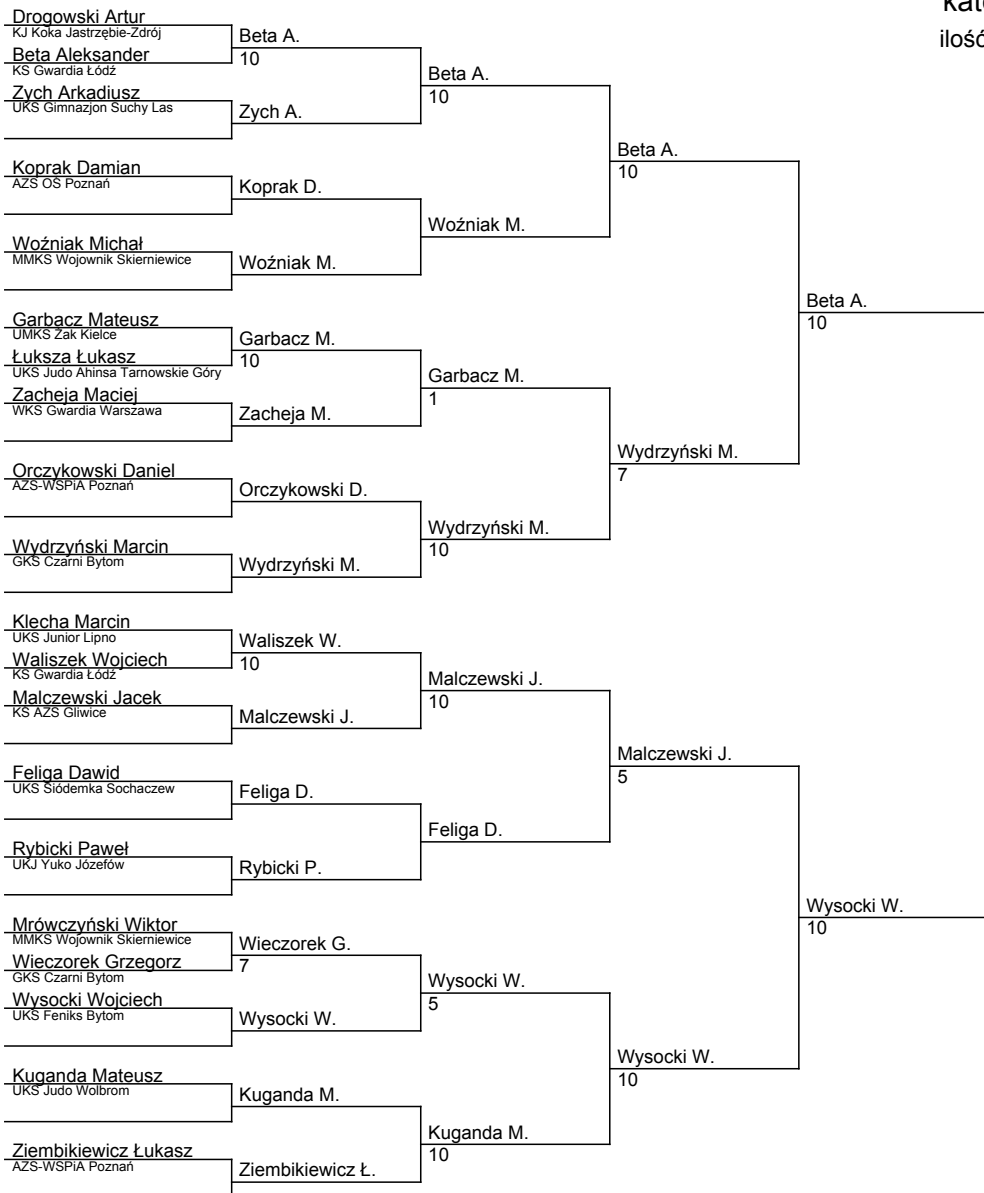 kate
ilość
Drogowski Artur
KJ Koka Jastrzębie-Zdrój
Beta Aleksander
KS Gwardia Łódź
Zych Arkadiusz
UKS Gimnazjon Suchy Las
Koprak Damian
AZS OŚ Poznań
Woźniak Michał
MMKS Wojownik Skierniewice
Garbacz Mateusz
UMKS Żak Kielce
Łuksza Łukasz
UKS Judo Ahinsa Tarnowskie Góry
Zacheja Maciej
WKS Gwardia Warszawa
Orczykowski Daniel
AZS-WSPiA Poznań
Wydrzyński Marcin
GKS Czarni Bytom
Klecha Marcin
UKS Junior Lipno
Waliszek Wojciech
KS Gwardia Łódź
Malczewski Jacek
KS AZS Gliwice
Feliga Dawid
UKS Siódemka Sochaczew
Rybicki Paweł
UKJ Yuko Józefów
Mrówczyński Wiktor
MMKS Wojownik Skierniewice
Wieczorek Grzegorz
GKS Czarni Bytom
Wysocki Wojciech
UKS Feniks Bytom
Kuganda Mateusz
UKS Judo Wolbrom
Ziembikiewicz Łukasz
AZS-WSPiA Poznań
Beta A.
10
Zych A.
Koprak D.
Woźniak M.
Garbacz M.
10
Zacheja M.
Orczykowski D.
Wydrzyński M.
Waliszek W.
10
Malczewski J.
Feliga D.
Rybicki P.
Wieczorek G.
7
Wysocki W.
Kuganda M.
Ziembikiewicz Ł.
Beta A.
10
Woźniak M.
Garbacz M.
1
Wydrzyński M.
10
Malczewski J.
10
Feliga D.
Wysocki W.
5
Kuganda M.
10
Beta A.
10
Wydrzyński M.
7
Malczewski J.
5
Wysocki W.
10
Beta A.
10
Wysocki W.
10